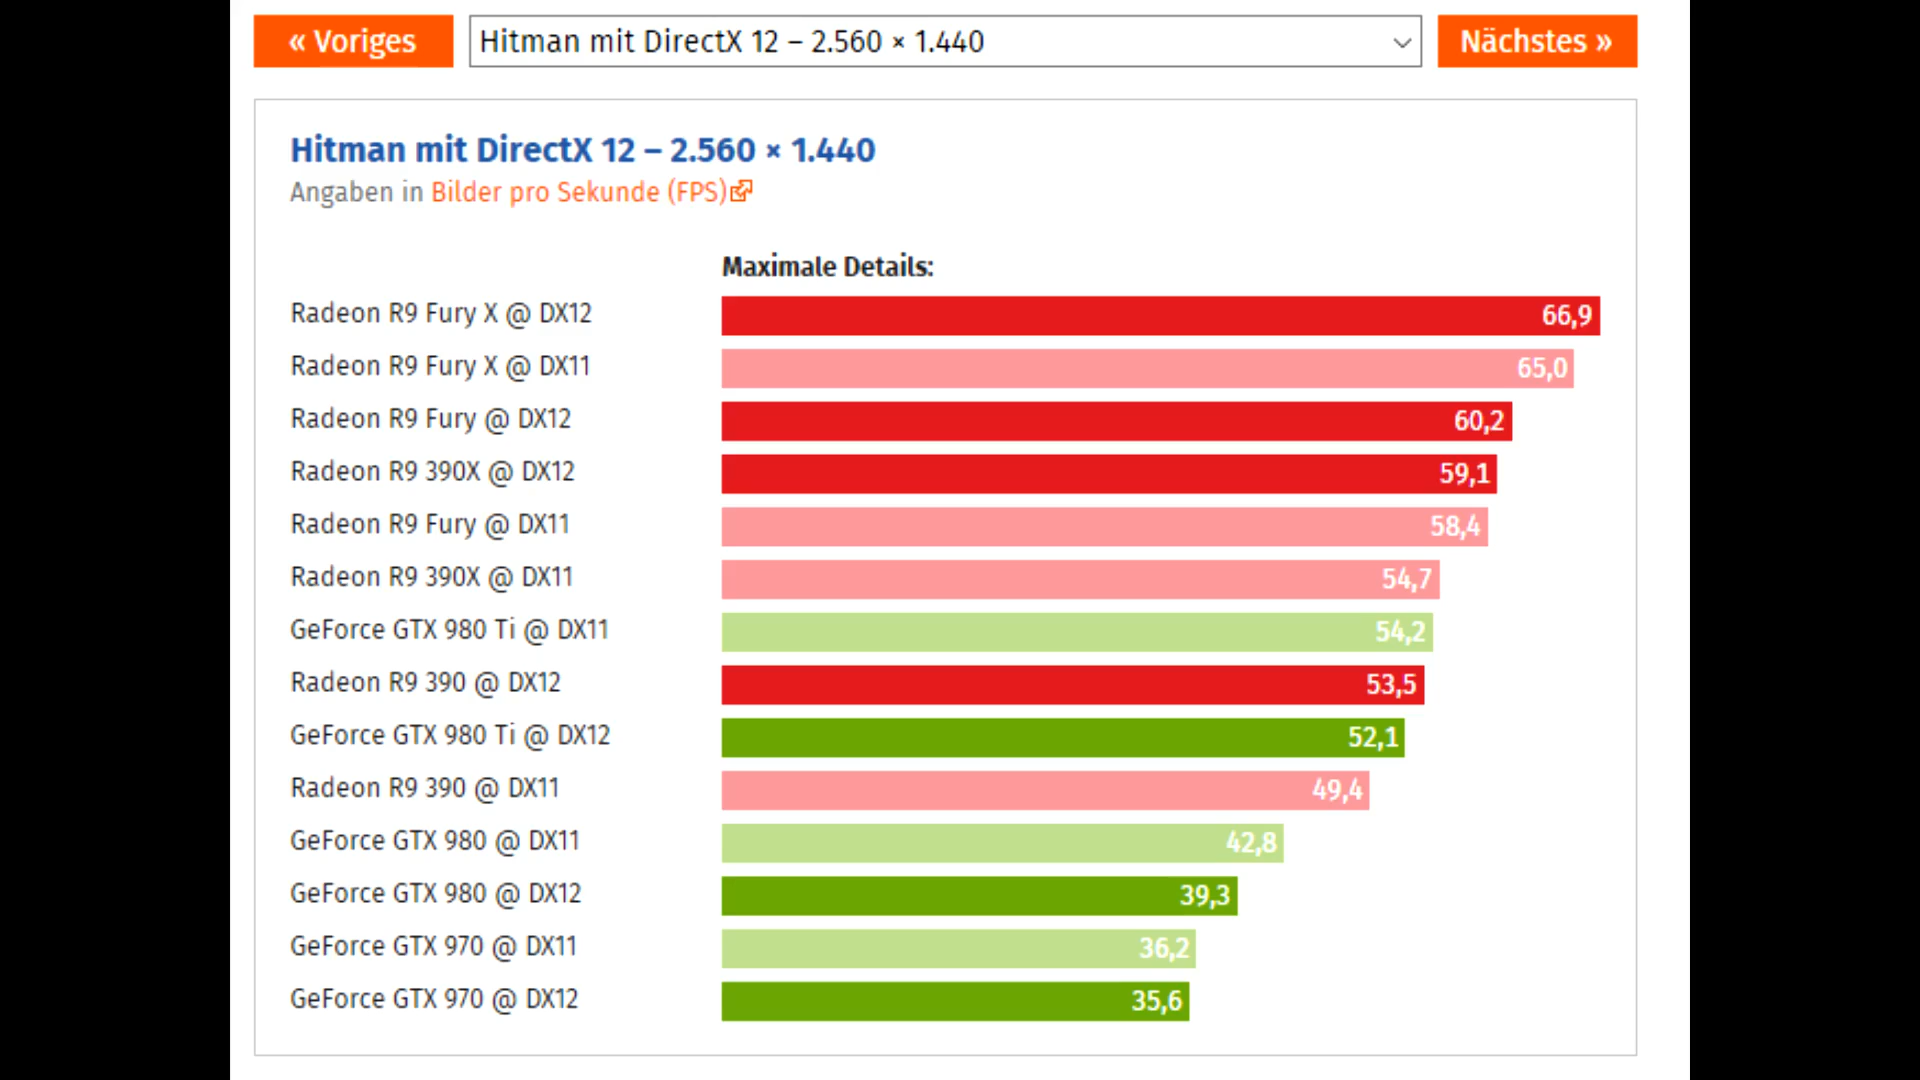 « Voriges
Hitman mit DirectX 12 – 2.560 × 1.440
Nächstes »
Hitman mit DirectX 12 – 2.560 × 1.440
Angaben in Bilder pro Sekunde (FPS)
Maximale Details:
Radeon R9 Fury X @ DX12 66,9
Radeon R9 Fury X @ DX11 65,0
Radeon R9 Fury @ DX12 60,2
Radeon R9 390X @ DX12 59,1
Radeon R9 Fury @ DX11 58,4
Radeon R9 390X @ DX11 54,7
GeForce GTX 980 Ti @ DX11 54,2
Radeon R9 390 @ DX12 53,5
GeForce GTX 980 Ti @ DX12 52,1
Radeon R9 390 @ DX11 49,4
GeForce GTX 980 @ DX11 42,8
GeForce GTX 980 @ DX12 39,3
GeForce GTX 970 @ DX11 36,2
GeForce GTX 970 @ DX12 35,6